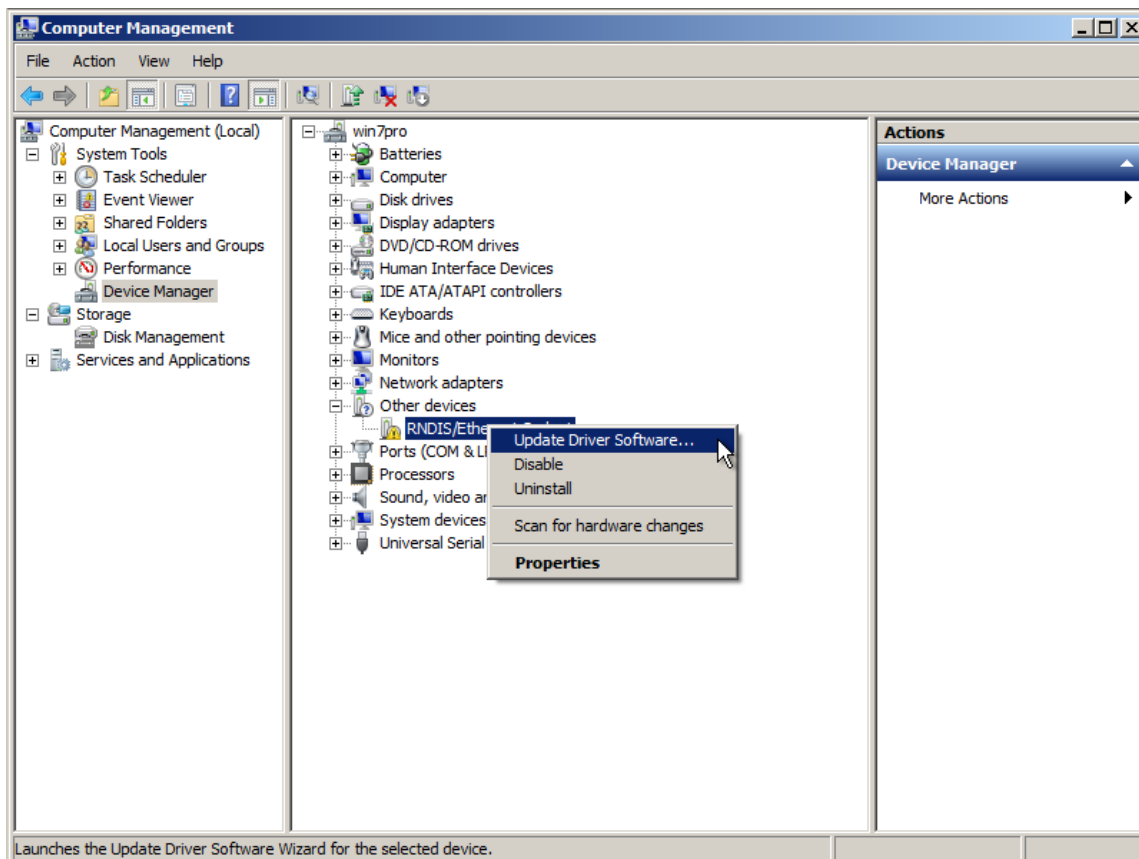 Computer Management
File Action View Help
Computer Management (Local)
System Tools
Task Scheduler
Event Viewer
Shared Folders
Local Users and Groups
Performance
Device Manager
Storage
Disk Management
Services and Applications
win7pro
Batteries
Computer
Disk drives
Display adapters
DVD/CD-ROM drives
Human Interface Devices
IDE ATA/ATAPI controllers
Keyboards
Mice and other pointing devices
Monitors
Network adapters
Other devices
RNDIS/Ethe
Ports (COM & L
Processors
Sound, video ar
System devices
Universal Serial
Update Driver Software...
Disable
Uninstall
Scan for hardware changes
Properties
Actions
Device Manager
More Actions
Launches the Update Driver Software Wizard for the selected device.